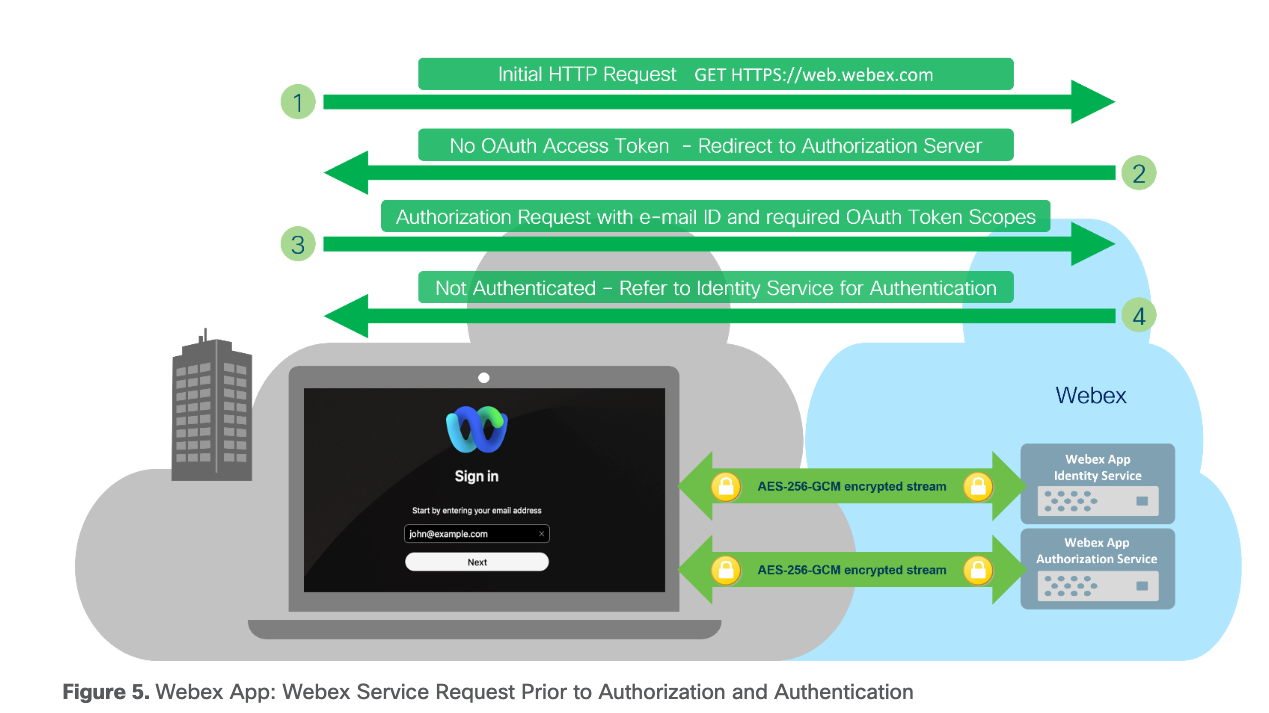 Initial HTTP Request GET HTTPS://web.webex.com
1
No OAuth Access Token - Redirect to Authorization Server
2
Authorization Request with e-mail ID and required OAuth Token Scopes
3
Not Authenticated - Refer to Identity Service for Authentication
4
Webex
Sign in
Start by entering your email address
john@example.com ×
Next
AES-256-GCM encrypted stream
Webex App
Identity Service
AES-256-GCM encrypted stream
Webex App
Authorization Service
Figure 5. Webex App: Webex Service Request Prior to Authorization and Authentication